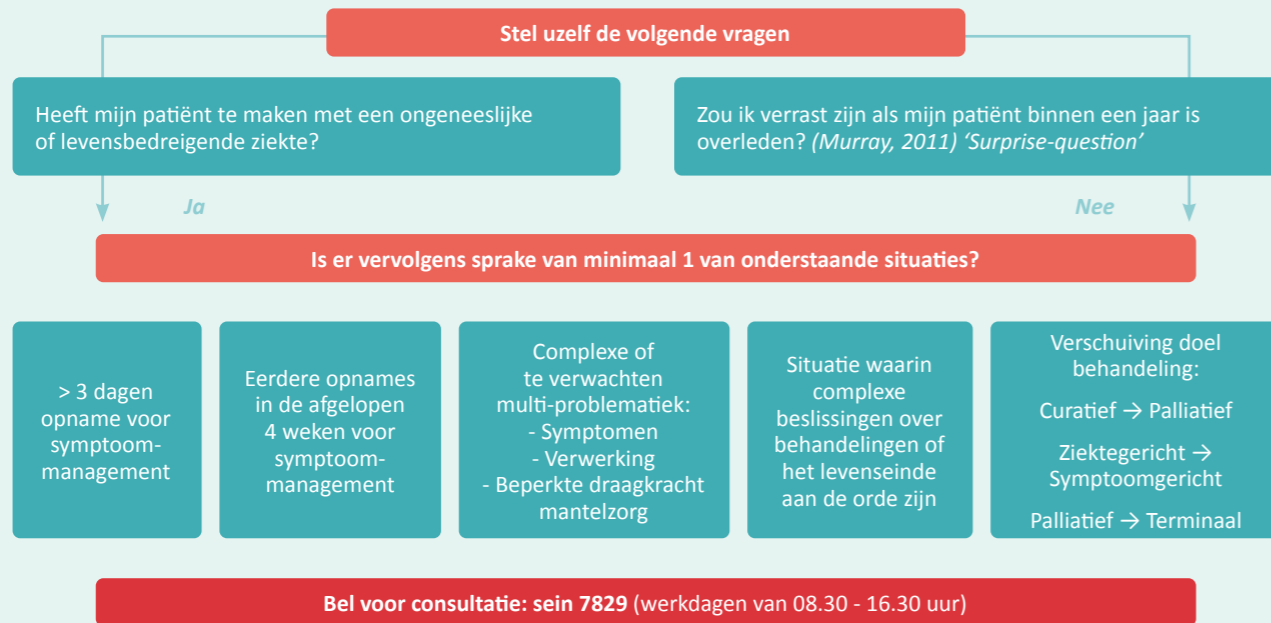 Stel uzelf de volgende vragen
Heeft mijn patiënt te maken met een ongeneeslijke
of levensbedreigende ziekte?
Zou ik verrast zijn als mijn patiënt binnen een jaar is
overleden? (Murray, 2011) ‘Surprise-question’
Ja
Nee
Is er vervolgens sprake van minimaal 1 van onderstaande situaties?
> 3 dagen
opname voor
symptoom-
management
Eerdere opnames
in de afgelopen
4 weken voor
symptoom-
management
Complexe of
te verwachten
multi-problematiek:
- Symptomen
- Verwerking
- Beperkte draagkracht
mantelzorg
Situatie waarin
complexe
beslissingen over
behandelingen of
het levenseinde
aan de orde zijn
Verschuiving doel
behandeling:
Curatief → Palliatief
Ziektegericht →
Symptoomgericht
Palliatief → Terminaal
Bel voor consultatie: sein 7829 (werkdagen van 08.30 - 16.30 uur)